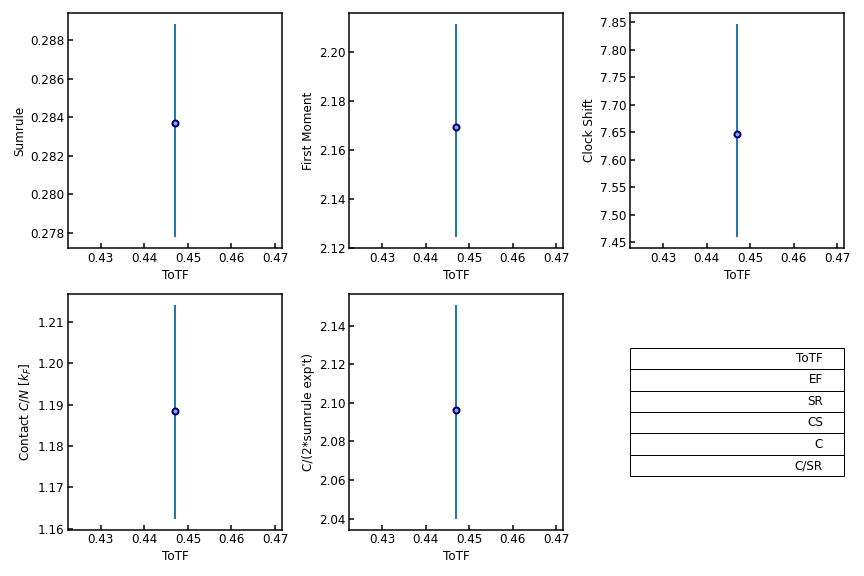 0.288
0.286
0.284
0.282
0.280
0.278
Sumrule
0.43 0.44 0.45 0.46 0.47
ToTF
2.20
2.18
2.16
2.14
2.12
First Moment
0.43 0.44 0.45 0.46 0.47
ToTF
7.85
7.80
7.75
7.70
7.65
7.60
7.55
7.50
7.45
Clock Shift
0.43 0.44 0.45 0.46 0.47
ToTF
1.21
1.20
1.19
1.18
1.17
1.16
Contact C/N [k_F]
0.43 0.44 0.45 0.46 0.47
ToTF
2.14
2.12
2.10
2.08
2.06
2.04
C/(2*sumrule exp't)
0.43 0.44 0.45 0.46 0.47
ToTF
ToTF
EF
SR
CS
C
C/SR